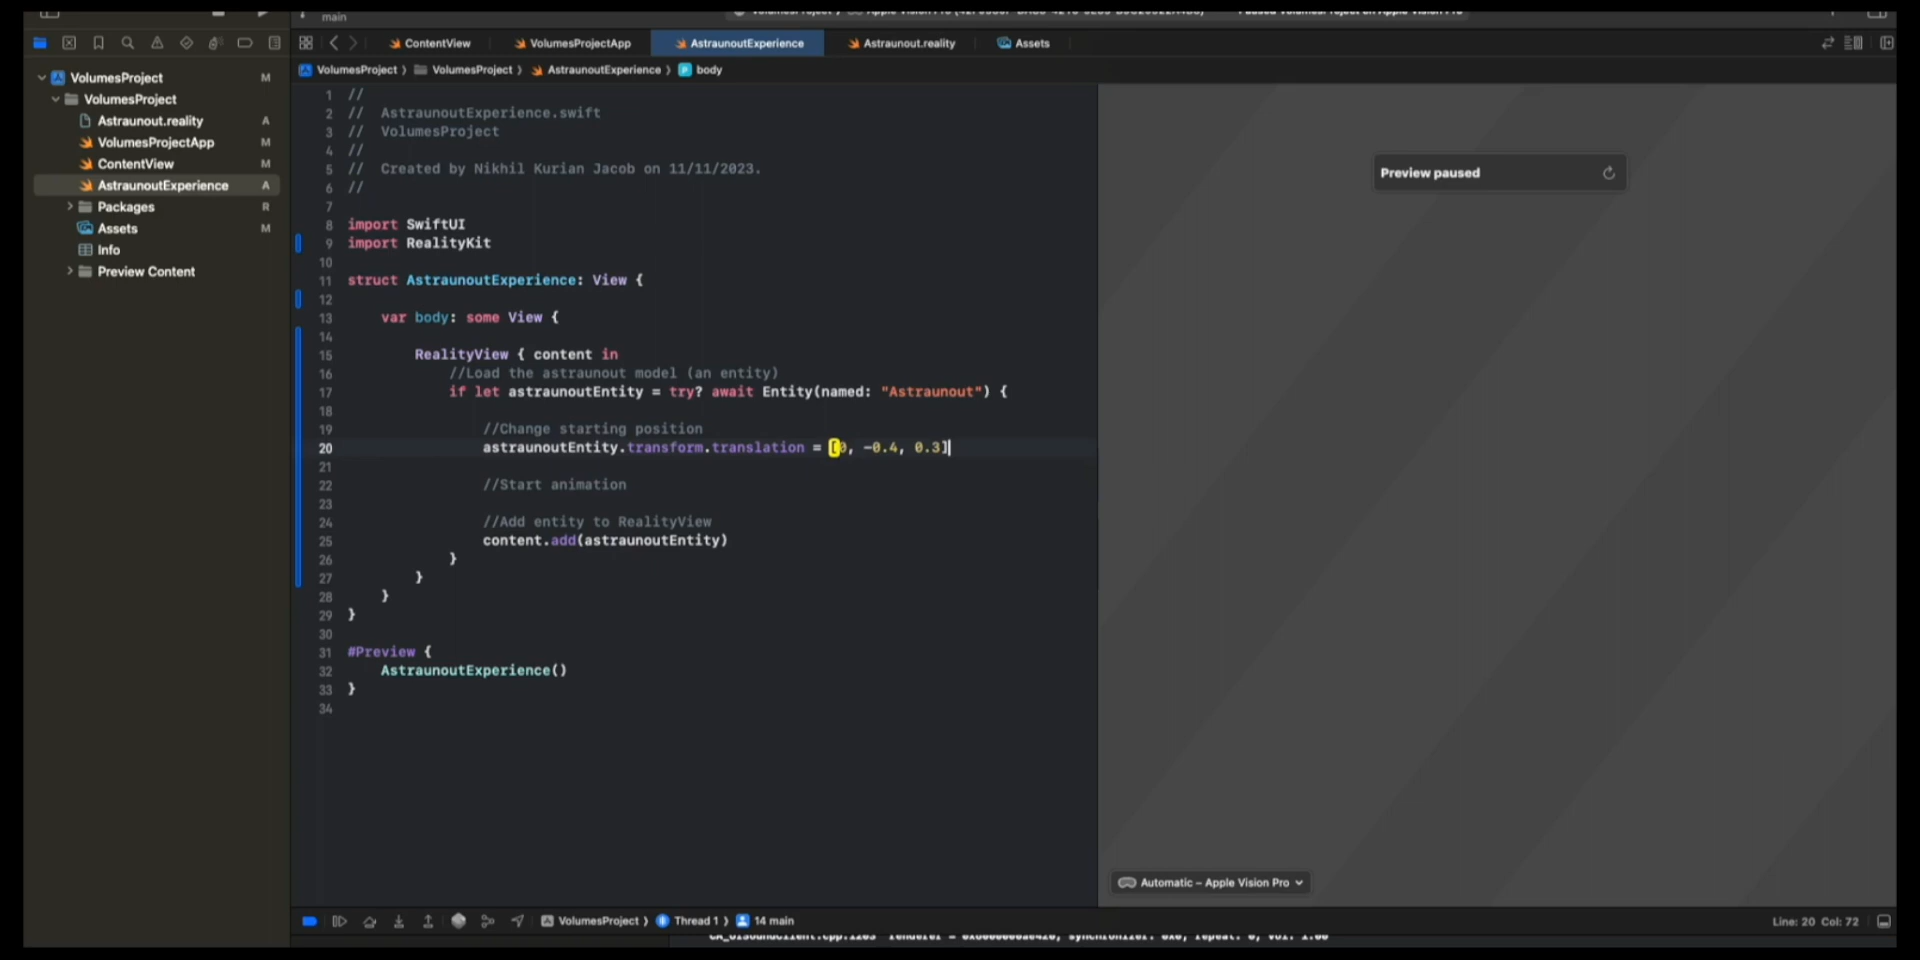 main
ContentView
VolumesProjectApp
AstraunoutExperience
Astraunout.reality
Assets
VolumesProject
VolumesProject
AstraunoutExperience
body
VolumesProject M
VolumesProject
Astraunout.reality A
VolumesProjectApp M
ContentView M
AstraunoutExperience A
Packages R
Assets M
Info
Preview Content
1 //
2 //  AstraunoutExperience.swift
3 //  VolumesProject
4 //
5 //  Created by Nikhil Kurian Jacob on 11/11/2023.
6 //
7
8 import SwiftUI
9 import RealityKit
10
11 struct AstraunoutExperience: View {
12
13     var body: some View {
14
15         RealityView { content in
16             //Load the astraunout model (an entity)
17             if let astraunoutEntity = try? await Entity(named: "Astraunout") {
18
19                 //Change starting position
20                 astraunoutEntity.transform.translation = [0, -0.4, 0.3]
21
22                 //Start animation
23
24                 //Add entity to RealityView
25                 content.add(astraunoutEntity)
26             }
27         }
28     }
29 }
30
31 #Preview {
32     AstraunoutExperience()
33 }
34
Preview paused
Automatic – Apple Vision Pro
VolumesProject
Thread 1
14 main
Line: 20 Col: 72